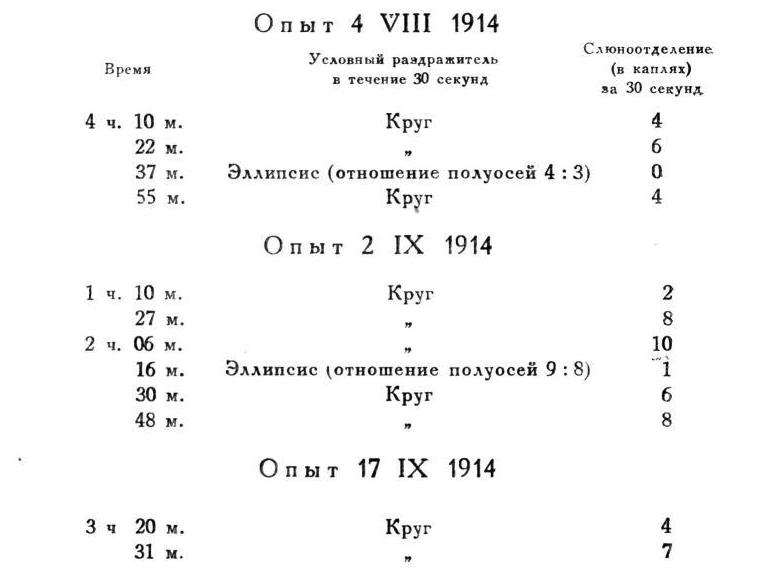 Опыт 4 VIII 1914
Время Условный раздражитель в течение 30 секунд Слюноотделение (в каплях) за 30 секунд
4 ч. 10 м. Круг 4
22 м. „ 6
37 м. Эллипсис (отношение полуосей 4 : 3) 0
55 м. Круг 4
Опыт 2 IX 1914
1 ч. 10 м. Круг 2
27 м. „ 8
2 ч. 06 м. „ 10
16 м. Эллипсис (отношение полуосей 9 : 8) 1
30 м. Круг 6
48 м. „ 8
Опыт 17 IX 1914
3 ч 20 м. Круг 4
31 м. „ 7